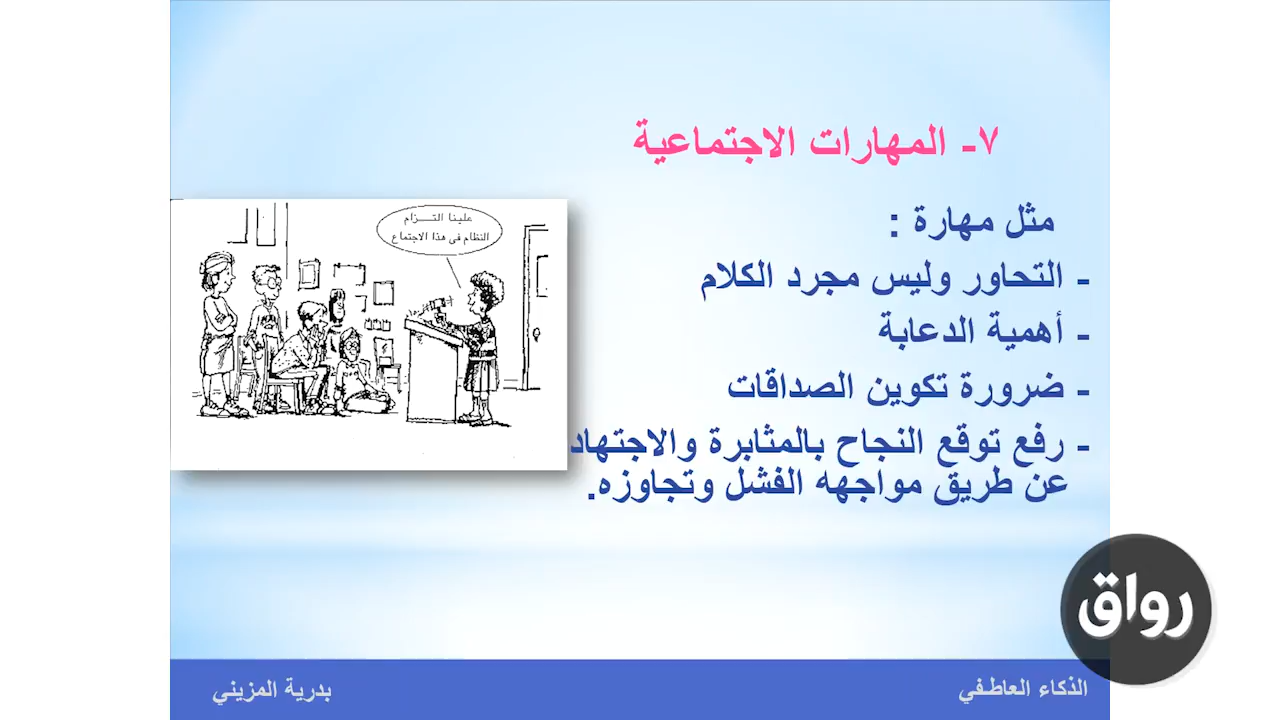 ٧- المهارات الاجتماعية
مثل مهارة :
- التحاور وليس مجرد الكلام
- أهمية الدعابة
- ضرورة تكوين الصداقات
- رفع توقع النجاح بالمثابرة والاجتهاد
عن طريق مواجهه الفشل وتجاوزه.
علينا التـــزام
النظام فى هذا الاجتماع
رواق
الذكاء العاطفي
بدرية المزيني